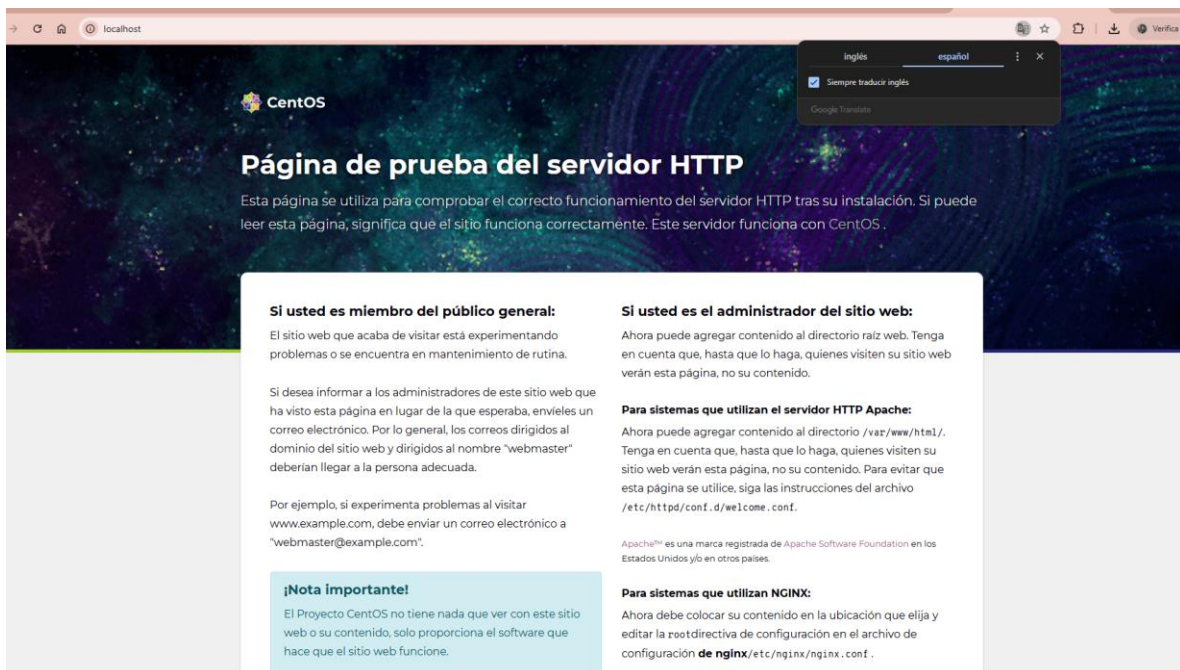 localhost
Verifica
inglés español
Siempre traducir inglés
Google Translate
CentOS
Página de prueba del servidor HTTP
Esta página se utiliza para comprobar el correcto funcionamiento del servidor HTTP tras su instalación. Si puede
leer esta página, significa que el sitio funciona correctamente. Este servidor funciona con CentOS .
Si usted es miembro del público general:
El sitio web que acaba de visitar está experimentando
problemas o se encuentra en mantenimiento de rutina.
Si desea informar a los administradores de este sitio web que
ha visto esta página en lugar de la que esperaba, envíeles un
correo electrónico. Por lo general, los correos dirigidos al
dominio del sitio web y dirigidos al nombre "webmaster"
deberían llegar a la persona adecuada.
Por ejemplo, si experimenta problemas al visitar
www.example.com, debe enviar un correo electrónico a
"webmaster@example.com".
¡Nota importante!
El Proyecto CentOS no tiene nada que ver con este sitio
web o su contenido, solo proporciona el software que
hace que el sitio web funcione.
Si usted es el administrador del sitio web:
Ahora puede agregar contenido al directorio raíz web. Tenga
en cuenta que, hasta que lo haga, quienes visiten su sitio web
verán esta página, no su contenido.
Para sistemas que utilizan el servidor HTTP Apache:
Ahora puede agregar contenido al directorio /var/www/html/.
Tenga en cuenta que, hasta que lo haga, quienes visiten su
sitio web verán esta página, no su contenido. Para evitar que
esta página se utilice, siga las instrucciones del archivo
/etc/httpd/conf.d/welcome.conf.
Apache™ es una marca registrada de Apache Software Foundation en los
Estados Unidos y/o en otros países.
Para sistemas que utilizan NGINX:
Ahora debe colocar su contenido en la ubicación que elija y
editar la rootdirectiva de configuración en el archivo de
configuración de nginx/etc/nginx/nginx.conf .